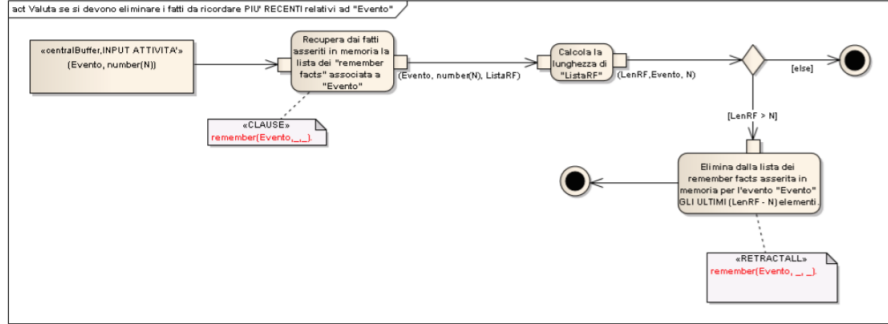 act Valuta se si devono eliminare i fatti da ricordare PIU' RECENTI relativi ad "Evento"
«centralBuffer,INPUT ATTIVITA'»
(Evento, number(N))
Recupera dai fatti
asseriti in memoria la
lista dei "remember
facts" associata a
"Evento"
(Evento, number(N), ListaRF)
«CLAUSE»
remember(Evento,_,_).
Calcola la
lunghezza di
"ListaRF"
(LenRF,Evento, N)
[else]
[LenRF > N]
Elimina dalla lista dei
remember facts asserita in
memoria per l'evento "Evento"
GLI ULTIMI (LenRF - N) elementi.
«RETRACTALL»
remember(Evento, _, _).